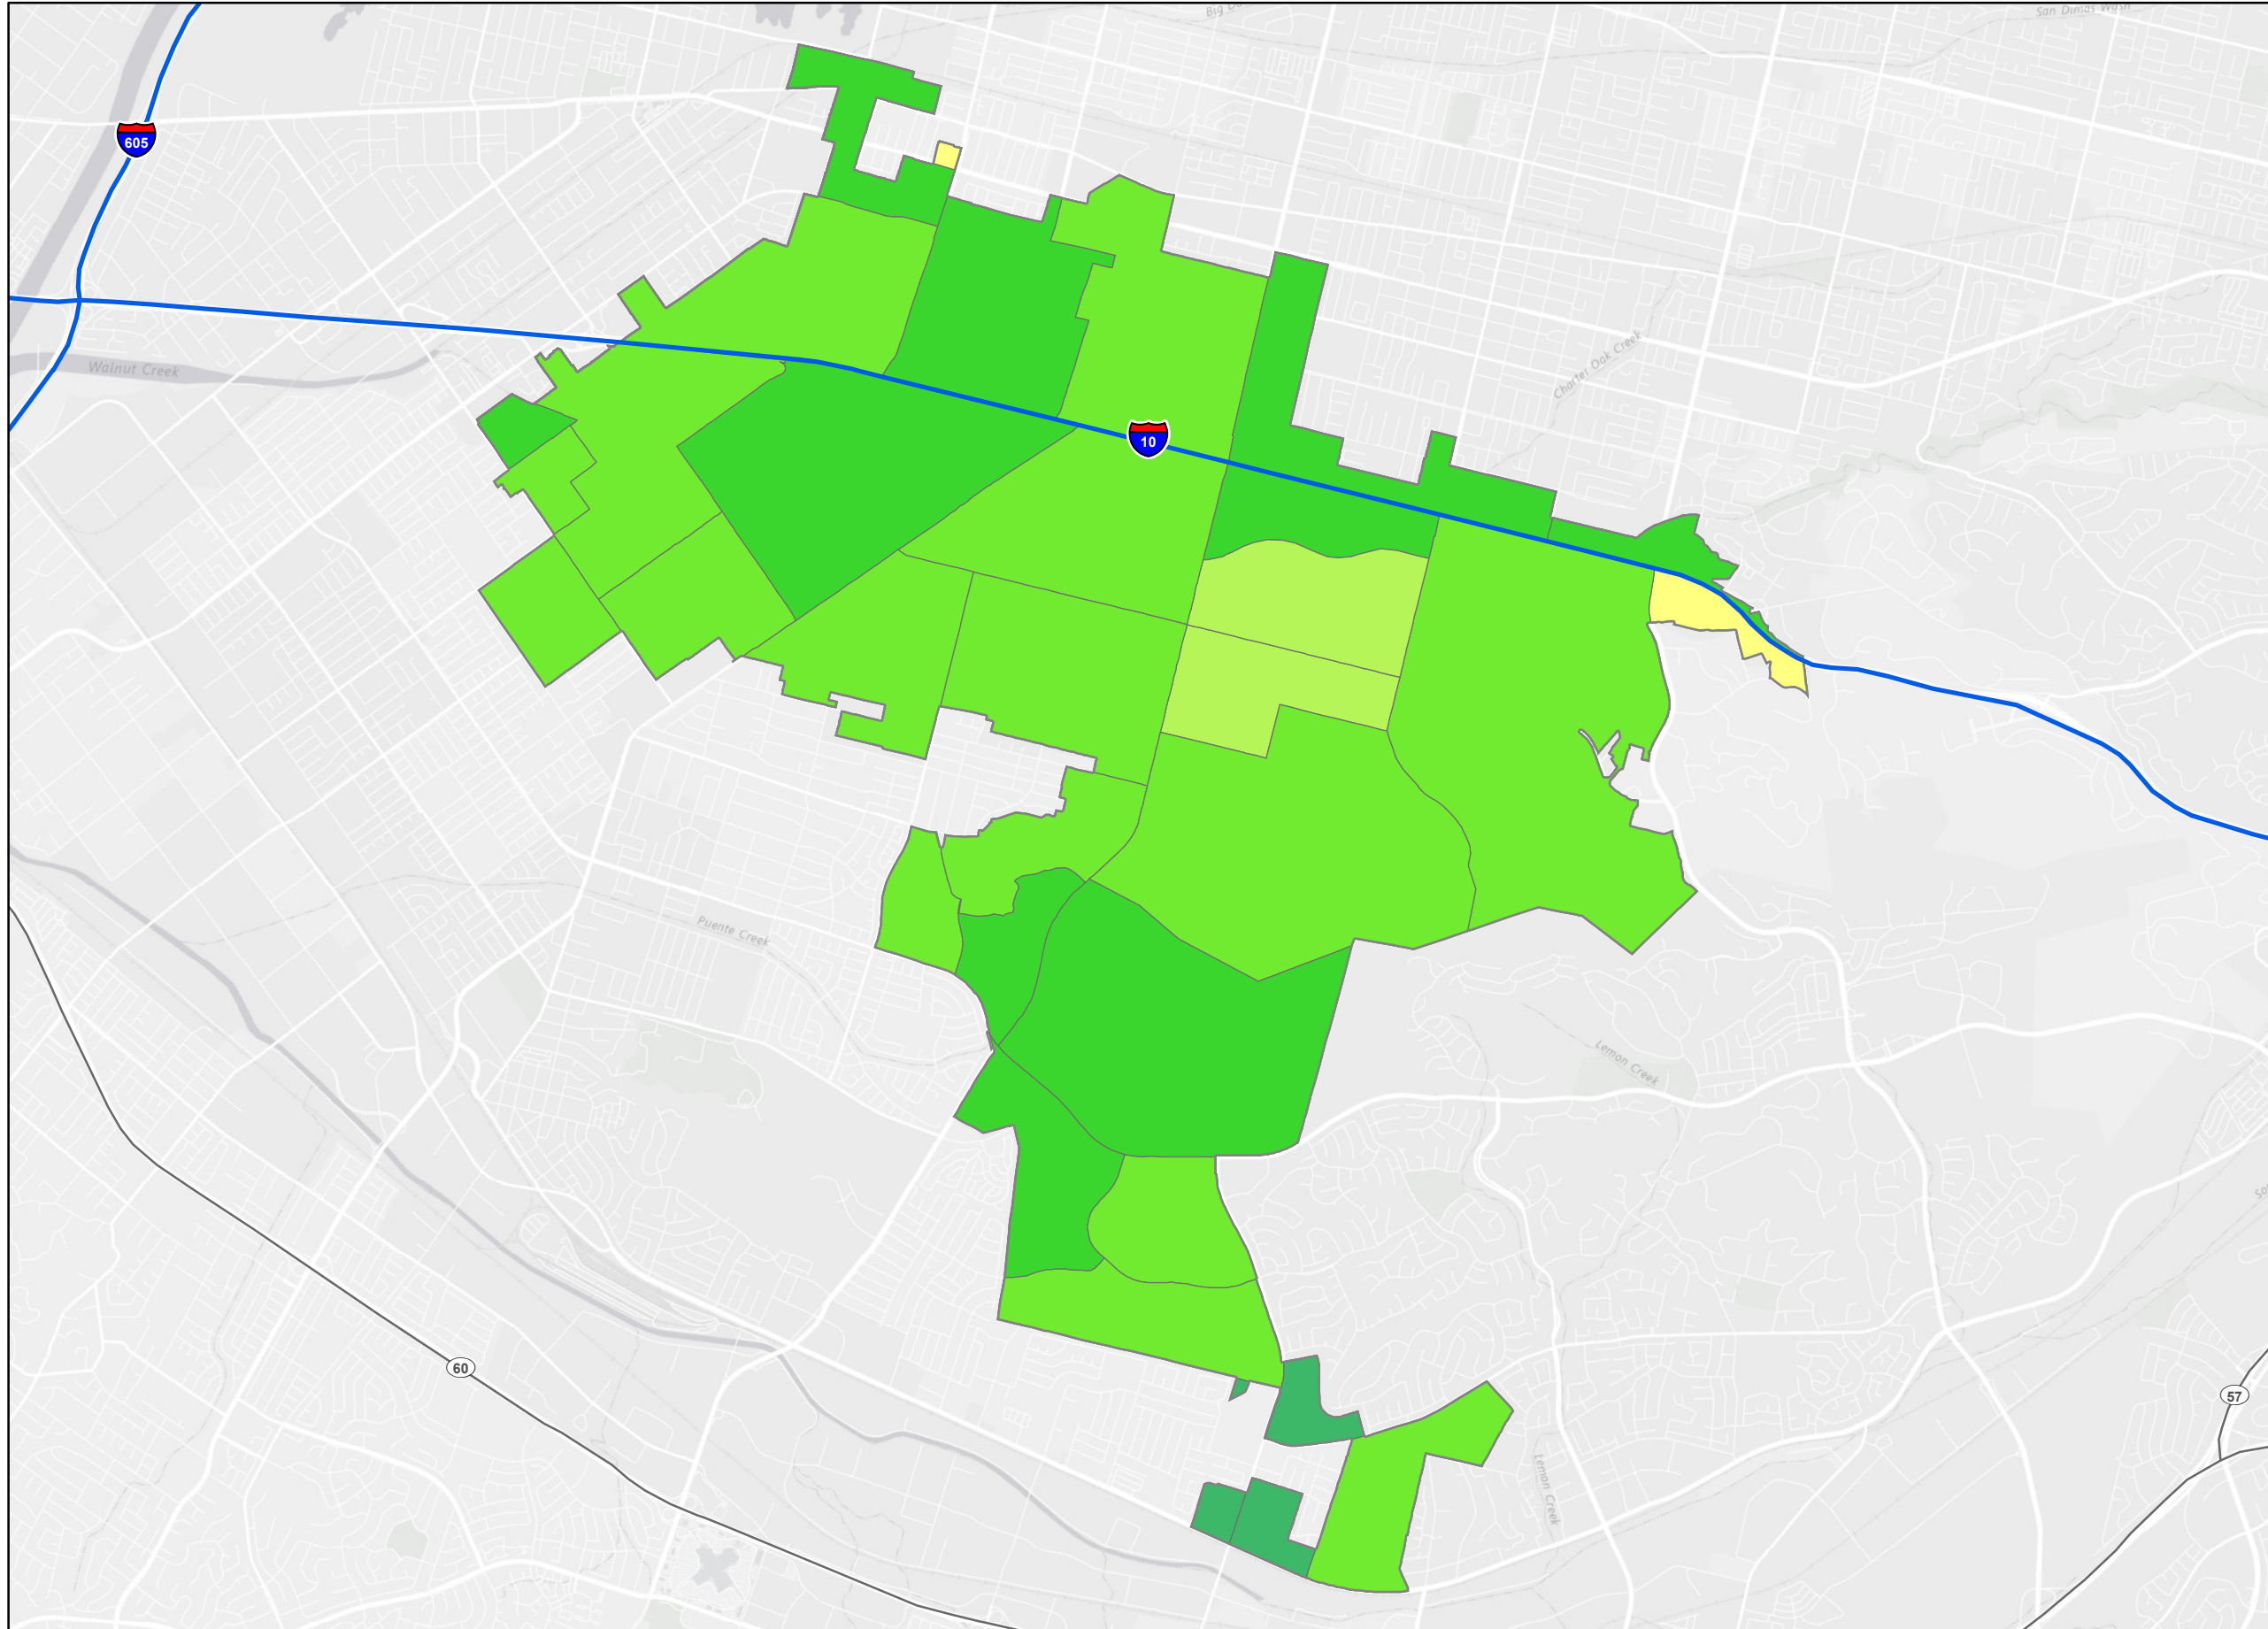 San Dimas Wash
605
Charter Oak Creek
Walnut Creek
10
Puente Creek
Lemon Creek
60
57
Lemon Creek